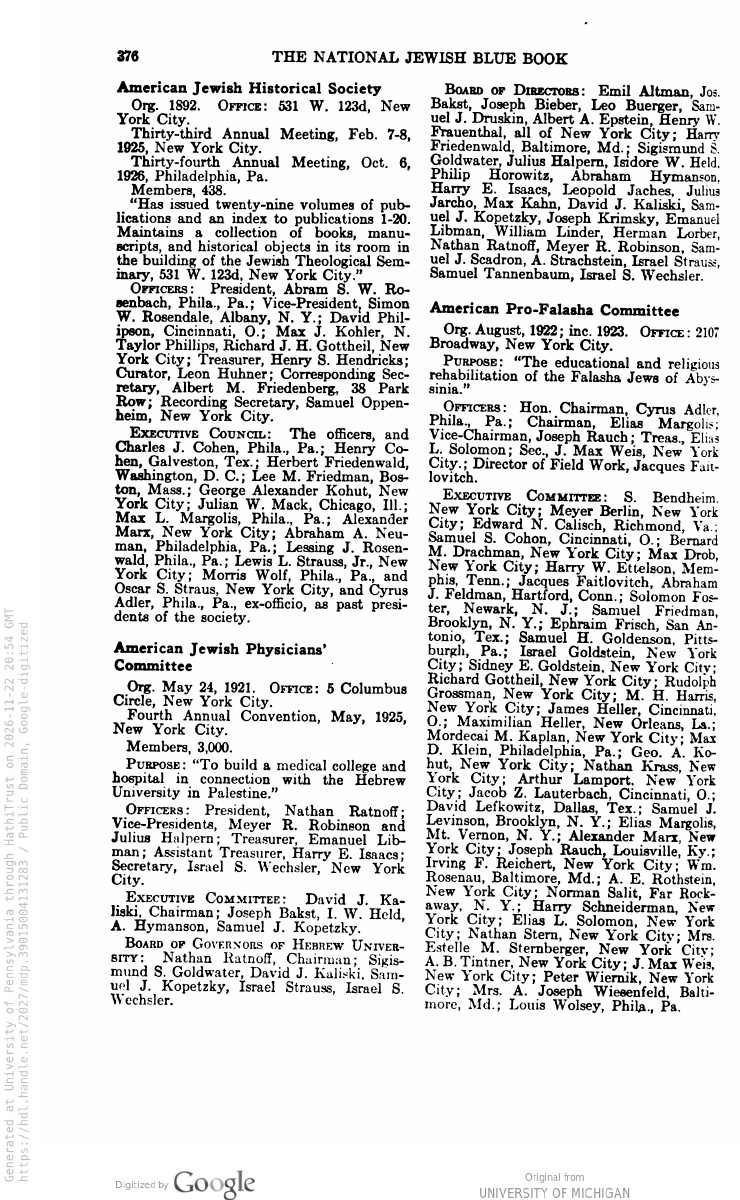 376
THE NATIONAL JEWISH BLUE BOOK
American Jewish Historical Society
Org. 1892. OFFICE: 531 W. 123d, New
York City.
Thirty-third Annual Meeting, Feb. 7-8,
1925, New York City.
Thirty-fourth Annual Meeting, Oct. 6,
1926, Philadelphia, Pa.
Members, 438.
"Has issued twenty-nine volumes of pub-
lications and an index to publications 1-20.
Maintains a collection of books, manu-
scripts, and historical objects in its room in
the building of the Jewish Theological Sem-
inary, 531 W. 123d, New York City."
OFFICERS: President, Abram S. W. Ro-
senbach, Phila., Pa.; Vice-President, Simon
W. Rosendale, Albany, N. Y.; David Phil-
ipson, Cincinnati, O.; Max J. Kohler, N.
Taylor Phillips, Richard J. H. Gottheil, New
York City; Treasurer, Henry S. Hendricks;
Curator, Leon Huhner; Corresponding Sec-
retary, Albert M. Friedenberg, 38 Park
Row; Recording Secretary, Samuel Oppen-
heim, New York City.
EXECUTIVE COUNCIL: The officers, and
Charles J. Cohen, Phila., Pa.; Henry Co-
hen, Galveston, Tex.; Herbert Friedenwald,
Washington, D. C.; Lee M. Friedman, Bos-
ton, Mass.; George Alexander Kohut, New
York City; Julian W. Mack, Chicago, Ill.;
Max L. Margolis, Phila., Pa.; Alexander
Marx, New York City; Abraham A. Neu-
man, Philadelphia, Pa.; Lessing J. Rosen-
wald, Phila., Pa.; Lewis L. Strauss, Jr., New
York City; Morris Wolf, Phila., Pa., and
Oscar S. Straus, New York City, and Cyrus
Adler, Phila., Pa., ex-officio, as past presi-
dents of the society.
American Jewish Physicians'
Committee
Org. May 24, 1921. OFFICE: 5 Columbus
Circle, New York City.
Fourth Annual Convention, May, 1925,
New York City.
Members, 3,000.
PURPOSE: "To build a medical college and
hospital in connection with the Hebrew
University in Palestine."
OFFICERS: President, Nathan Ratnoff;
Vice-Presidents, Meyer R. Robinson and
Julius Halpern; Treasurer, Emanuel Lib-
man; Assistant Treasurer, Harry E. Isaacs;
Secretary, Israel S. Wechsler, New York
City.
EXECUTIVE COMMITTEE: David J. Ka-
liski, Chairman; Joseph Bakst, I. W. Held,
A. Hymanson, Samuel J. Kopetzky.
BOARD OF GOVERNORS OF HEBREW UNIVER-
SITY: Nathan Ratnoff, Chairman; Sigis-
mund S. Goldwater, David J. Kaliski, Sam-
uel J. Kopetzky, Israel Strauss, Israel S.
Wechsler.
BOARD OF DIRECTORS: Emil Altman, Jos.
Bakst, Joseph Bieber, Leo Buerger, Sam-
uel J. Druskin, Albert A. Epstein, Henry W.
Frauenthal, all of New York City; Harry
Friedenwald, Baltimore, Md.; Sigismund S.
Goldwater, Julius Halpern, Isidore W. Held,
Philip Horowitz, Abraham Hymanson,
Harry E. Isaacs, Leopold Jaches, Julius
Jarcho, Max Kahn, David J. Kaliski, Sam-
uel J. Kopetzky, Joseph Krimsky, Emanuel
Libman, William Linder, Herman Lorber,
Nathan Ratnoff, Meyer R. Robinson, Sam-
uel J. Scadron, A. Strachstein, Israel Strauss,
Samuel Tannenbaum, Israel S. Wechsler.
American Pro-Falasha Committee
Org. August, 1922; inc. 1923. OFFICE: 2107
Broadway, New York City.
PURPOSE: "The educational and religious
rehabilitation of the Falasha Jews of Abys-
sinia."
OFFICERS: Hon. Chairman, Cyrus Adler,
Phila., Pa.; Chairman, Elias Margolis;
Vice-Chairman, Joseph Rauch; Treas., Elias
L. Solomon; Sec., J. Max Weis, New York
City.; Director of Field Work, Jacques Fait-
lovitch.
EXECUTIVE COMMITTEE: S. Bendheim.
New York City; Meyer Berlin, New York
City; Edward N. Calisch, Richmond, Va.;
Samuel S. Cohon, Cincinnati, O.; Bernard
M. Drachman, New York City; Max Drob,
New York City; Harry W. Ettelson, Mem-
phis, Tenn.; Jacques Faitlovitch, Abraham
J. Feldman, Hartford, Conn.; Solomon Fos-
ter, Newark, N. J.; Samuel Friedman,
Brooklyn, N. Y.; Ephraim Frisch, San An-
tonio, Tex.; Samuel H. Goldenson, Pitts-
burgh, Pa.; Israel Goldstein, New York
City; Sidney E. Goldstein, New York City;
Richard Gottheil, New York City; Rudolph
Grossman, New York City; M. H. Harris,
New York City; James Heller, Cincinnati,
O.; Maximilian Heller, New Orleans, La.;
Mordecai M. Kaplan, New York City; Max
D. Klein, Philadelphia, Pa.; Geo. A. Ko-
hut, New York City; Nathan Krass, New
York City; Arthur Lamport, New York
City; Jacob Z. Lauterbach, Cincinnati, O.;
David Lefkowitz, Dallas, Tex.; Samuel J.
Levinson, Brooklyn, N. Y.; Elias Margolis,
Mt. Vernon, N. Y.; Alexander Marx, New
York City; Joseph Rauch, Louisville, Ky.;
Irving F. Reichert, New York City; Wm.
Rosenau, Baltimore, Md.; A. E. Rothstein,
New York City; Norman Salit, Far Rock-
away, N. Y.; Harry Schneiderman, New
York City; Elias L. Solomon, New York
City; Nathan Stern, New York City; Mrs.
Estelle M. Sternberger, New York City;
A. B. Tintner, New York City; J. Max Weis,
New York City; Peter Wiernik, New York
City; Mrs. A. Joseph Wiesenfeld, Balti-
more, Md.; Louis Wolsey, Phila., Pa.
Generated at University of Pennsylvania through HathiTrust on 2026-11-22 20:54 GMT
https://hdl.handle.net/2027/mdp.39015004131283 / Public Domain, Google-digitized
Digitized by Google
Original from
UNIVERSITY OF MICHIGAN